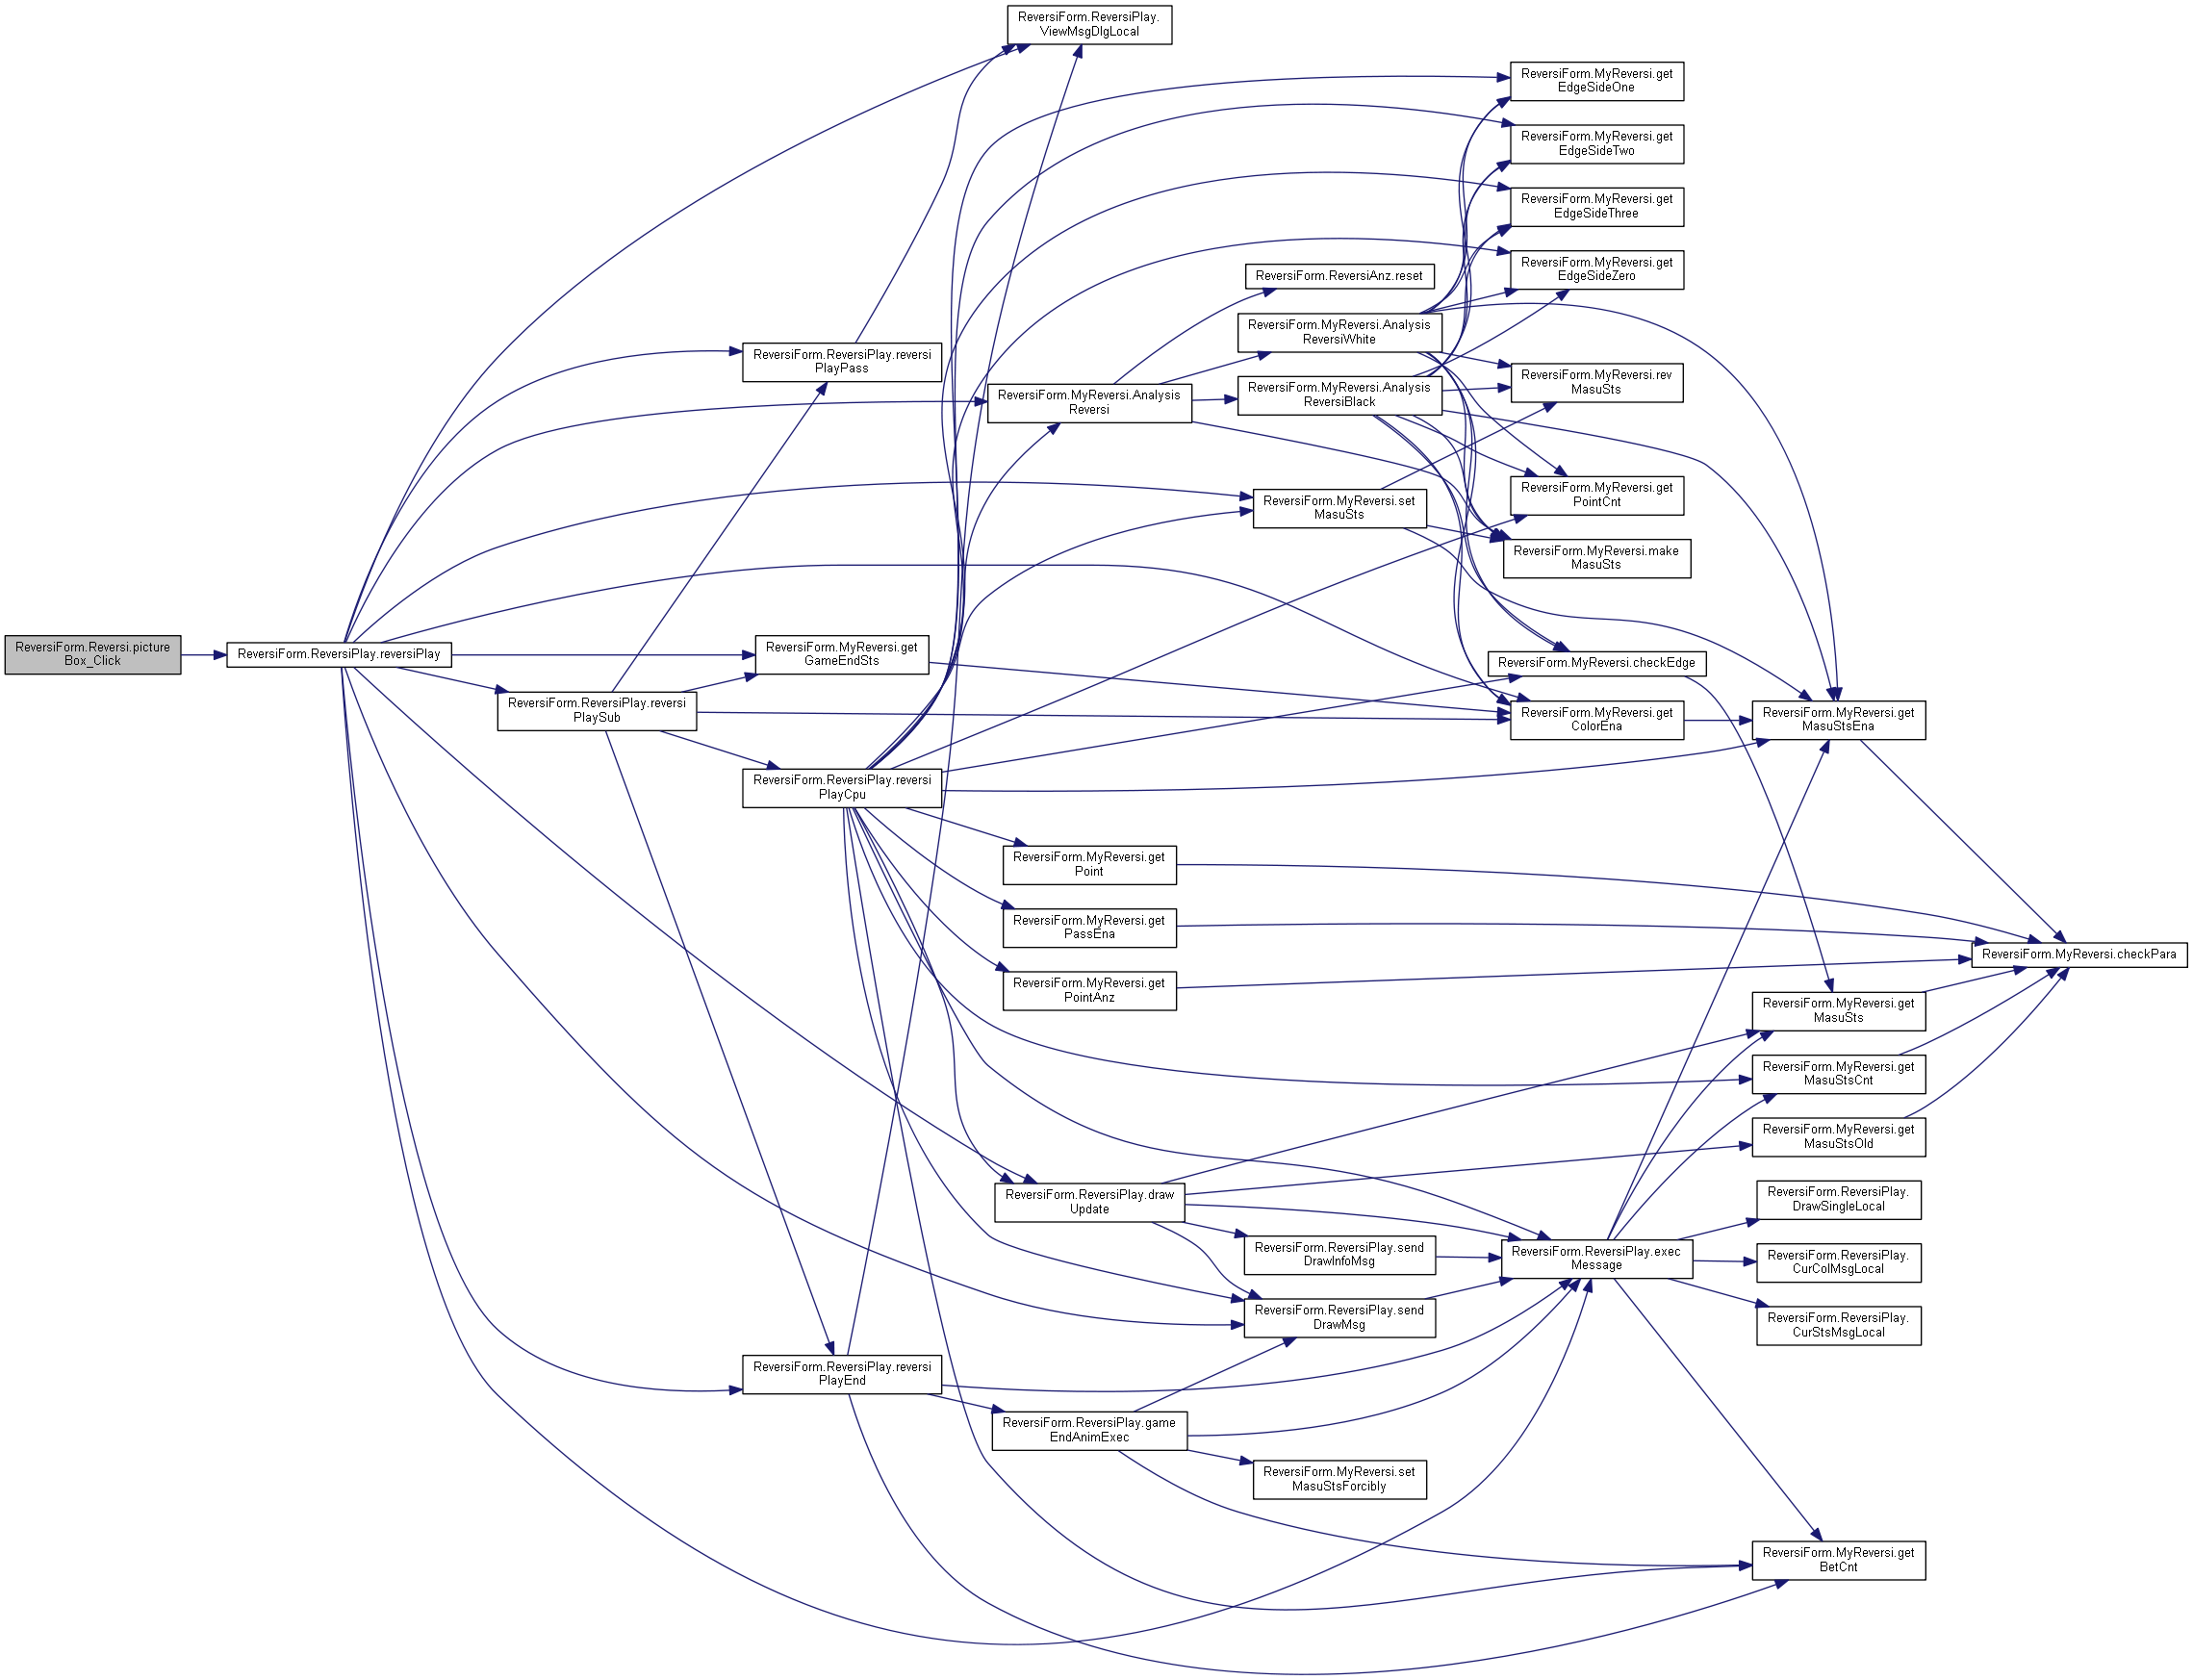 ReversiForm.Reversi.picture
Box_Click
ReversiForm.ReversiPlay.reversiPlay
ReversiForm.ReversiPlay.reversi
PlaySub
ReversiForm.ReversiPlay.reversi
PlayPass
ReversiForm.MyReversi.get
GameEndSts
ReversiForm.ReversiPlay.reversi
PlayCpu
ReversiForm.ReversiPlay.reversi
PlayEnd
ReversiForm.ReversiPlay.
ViewMsgDlgLocal
ReversiForm.MyReversi.Analysis
Reversi
ReversiForm.MyReversi.get
Point
ReversiForm.MyReversi.get
PassEna
ReversiForm.MyReversi.get
PointAnz
ReversiForm.ReversiPlay.draw
Update
ReversiForm.ReversiPlay.game
EndAnimExec
ReversiForm.ReversiAnz.reset
ReversiForm.MyReversi.Analysis
ReversiWhite
ReversiForm.MyReversi.Analysis
ReversiBlack
ReversiForm.MyReversi.set
MasuSts
ReversiForm.ReversiPlay.send
DrawInfoMsg
ReversiForm.ReversiPlay.send
DrawMsg
ReversiForm.MyReversi.set
MasuStsForcibly
ReversiForm.MyReversi.get
EdgeSideOne
ReversiForm.MyReversi.get
EdgeSideTwo
ReversiForm.MyReversi.get
EdgeSideThree
ReversiForm.MyReversi.get
EdgeSideZero
ReversiForm.MyReversi.rev
MasuSts
ReversiForm.MyReversi.get
PointCnt
ReversiForm.MyReversi.make
MasuSts
ReversiForm.MyReversi.checkEdge
ReversiForm.MyReversi.get
ColorEna
ReversiForm.ReversiPlay.exec
Message
ReversiForm.MyReversi.get
MasuStsEna
ReversiForm.MyReversi.get
MasuSts
ReversiForm.MyReversi.get
MasuStsCnt
ReversiForm.MyReversi.get
MasuStsOld
ReversiForm.ReversiPlay.
DrawSingleLocal
ReversiForm.ReversiPlay.
CurColMsgLocal
ReversiForm.ReversiPlay.
CurStsMsgLocal
ReversiForm.MyReversi.get
BetCnt
ReversiForm.MyReversi.checkPara